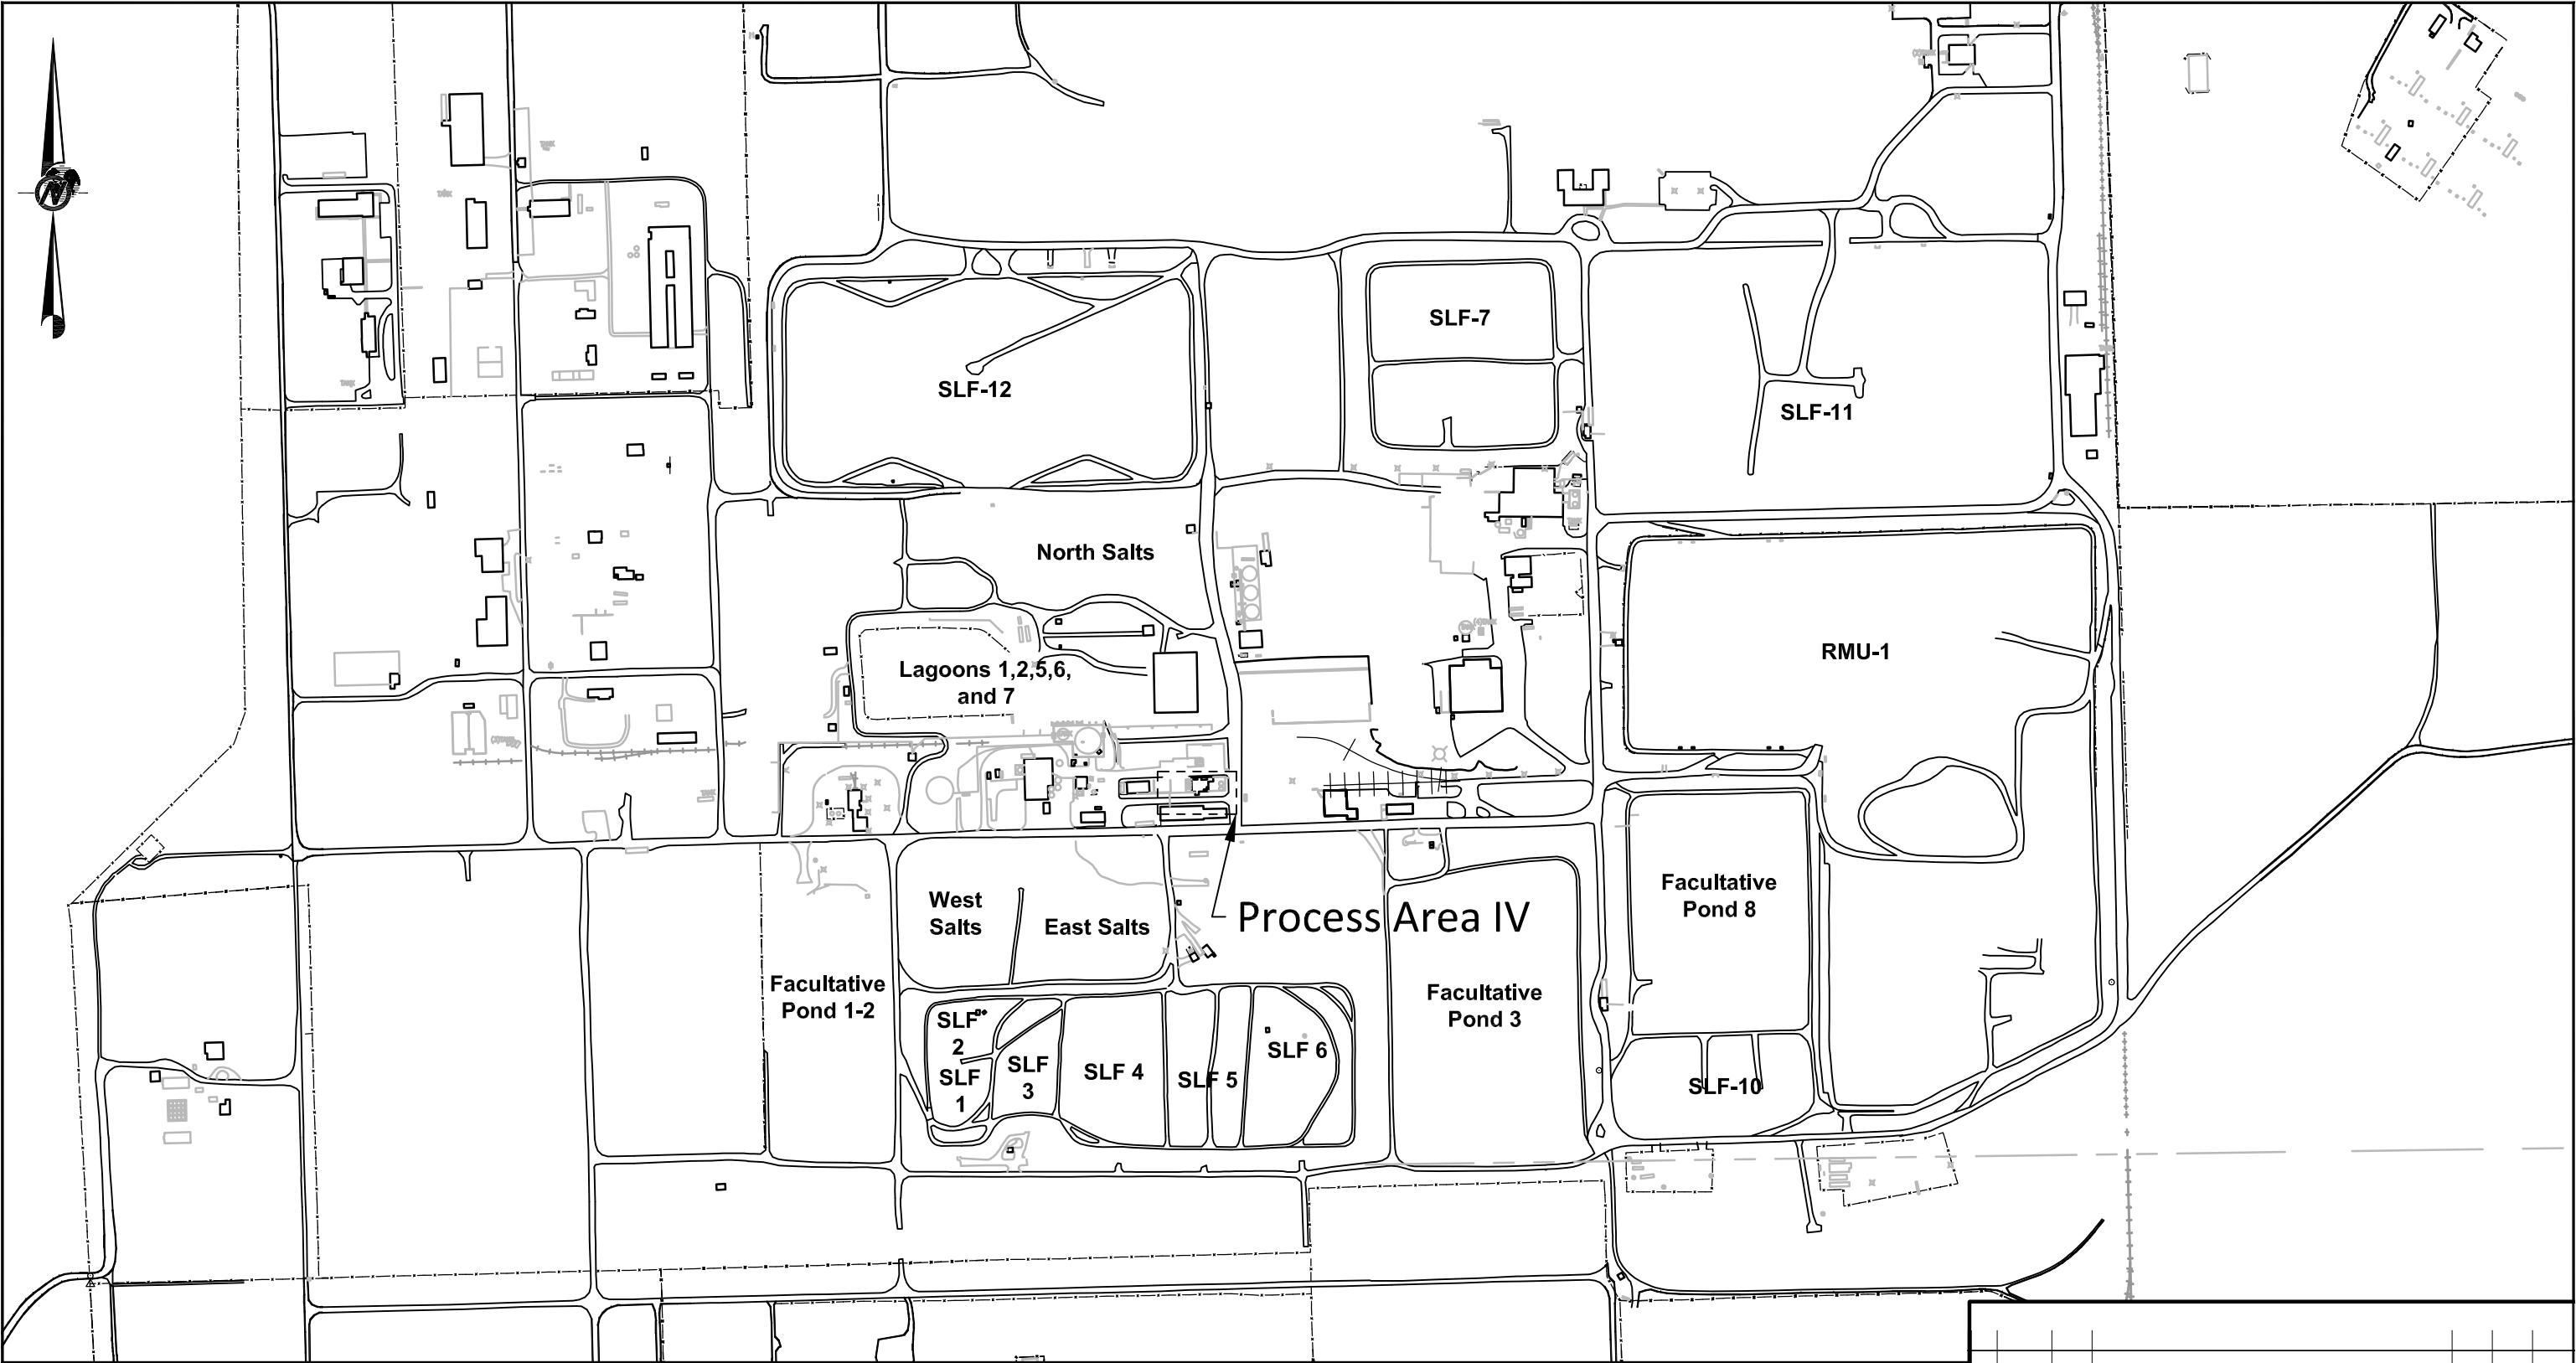 N
TANK
SLF-7
SLF-12
SLF-11
North Salts
RMU-1
Lagoons 1,2,5,6,
and 7
Facultative
Pond 8
West
Salts
East Salts
Process Area IV
Facultative
Pond 1-2
Facultative
Pond 3
SLF
2
SLF
1
SLF
3
SLF 4
SLF 5
SLF 6
SLF-10